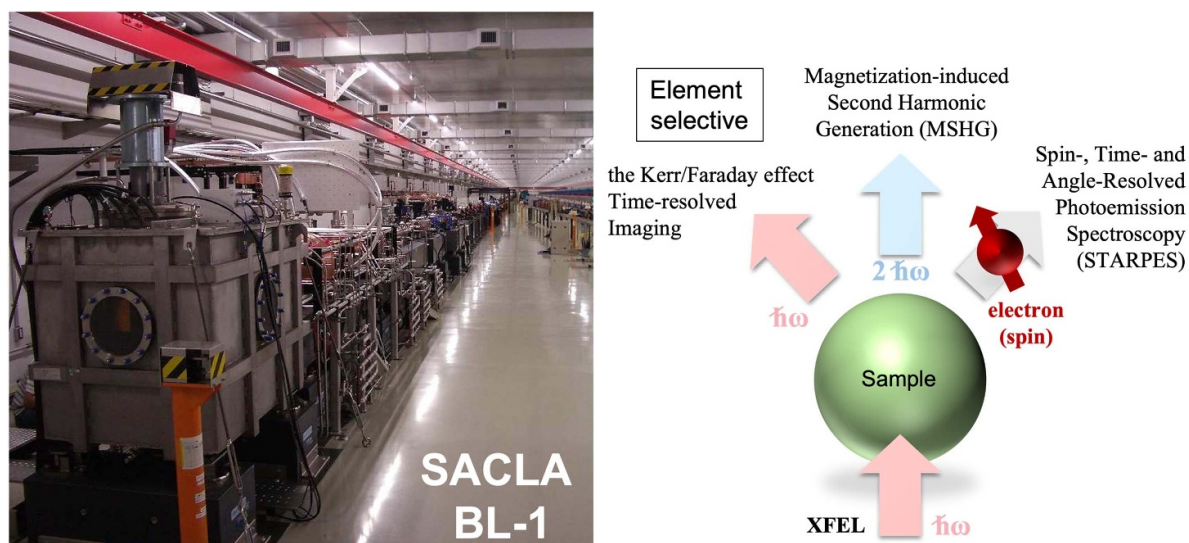 SACLA
BL-1
Element
selective
Magnetization-induced
Second Harmonic
Generation (MSHG)
the Kerr/Faraday effect
Time-resolved
Imaging
Spin-, Time- and
Angle-Resolved
Photoemission
Spectroscopy
(STARPES)
2 ħω
ħω
electron
(spin)
Sample
XFEL
ħω